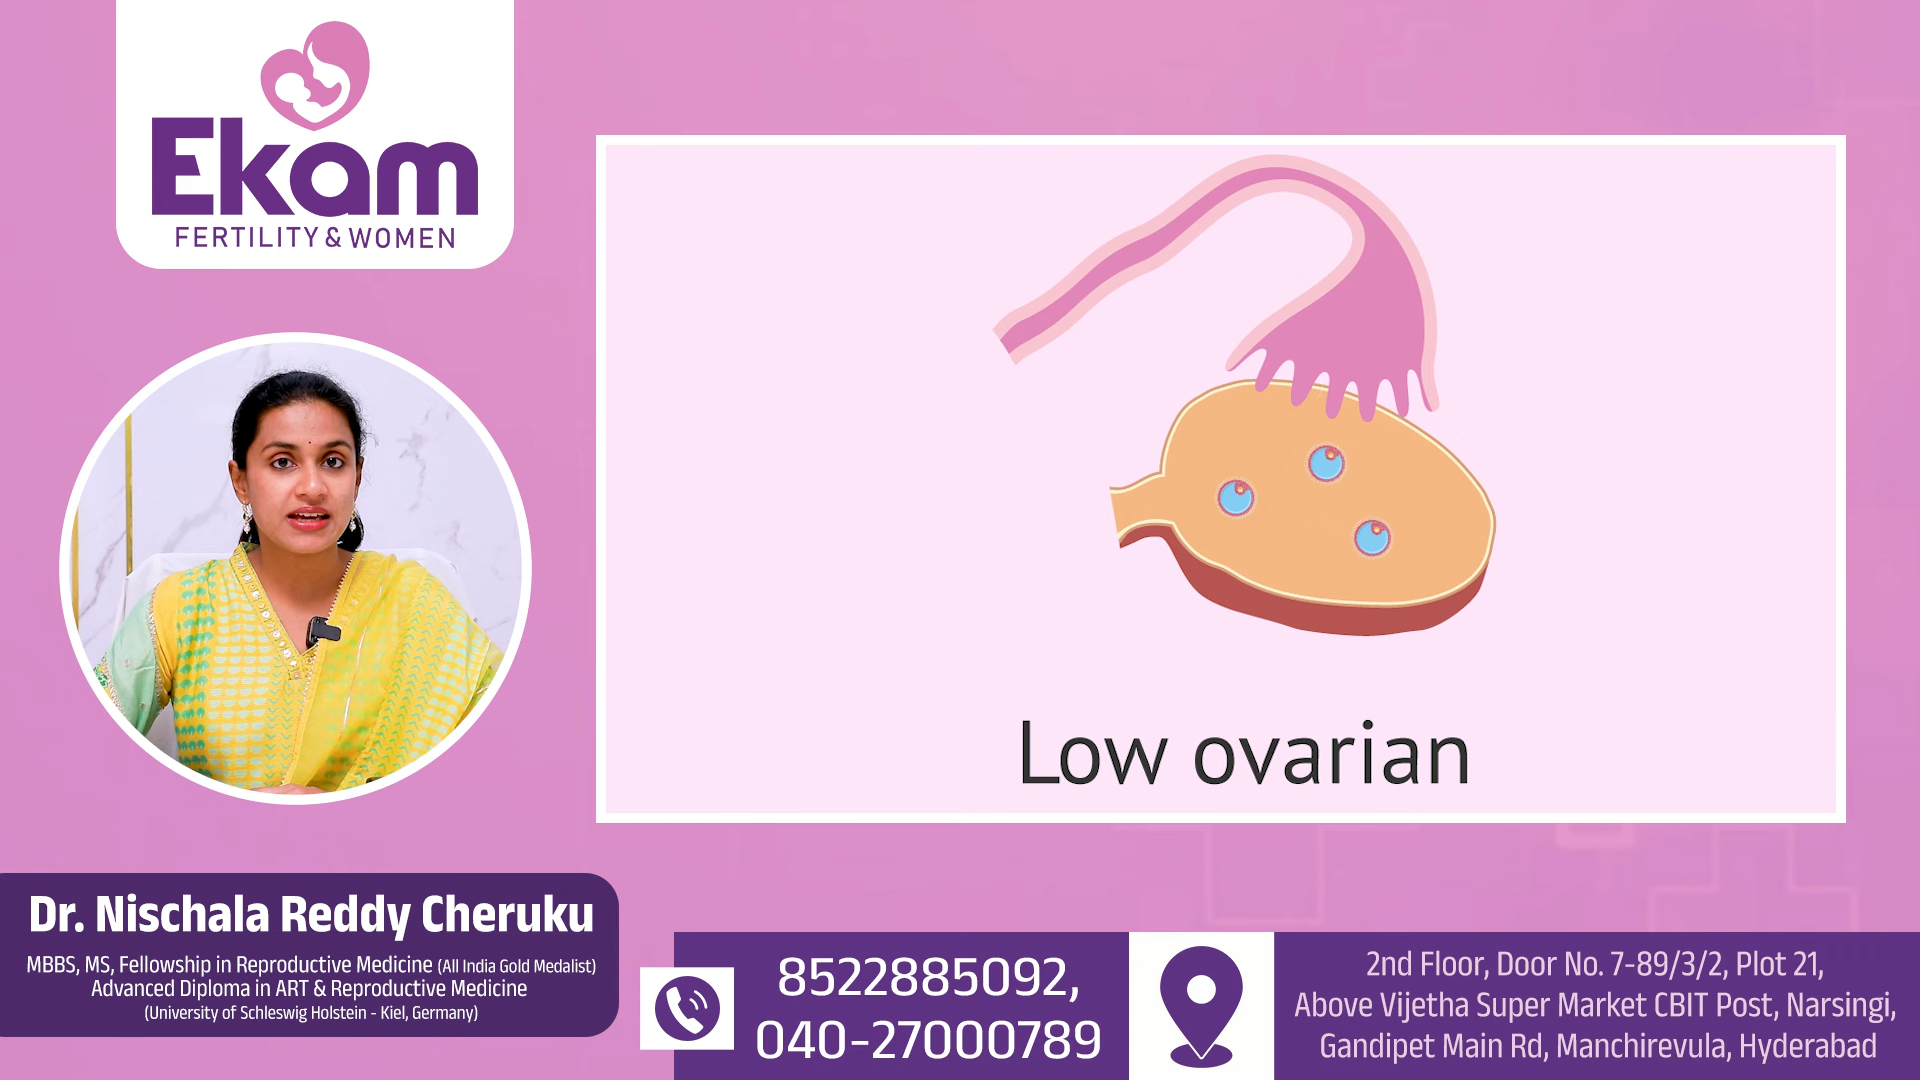 Ekam
FERTILITY & WOMEN
Low ovarian
Dr. Nischala Reddy Cheruku
MBBS, MS, Fellowship in Reproductive Medicine (All India Gold Medalist)
Advanced Diploma in ART & Reproductive Medicine
(University of Schleswig Holstein - Kiel, Germany)
8522885092,
040-27000789
2nd Floor, Door No. 7-89/3/2, Plot 21,
Above Vijetha Super Market CBIT Post, Narsingi,
Gandipet Main Rd, Manchirevula, Hyderabad